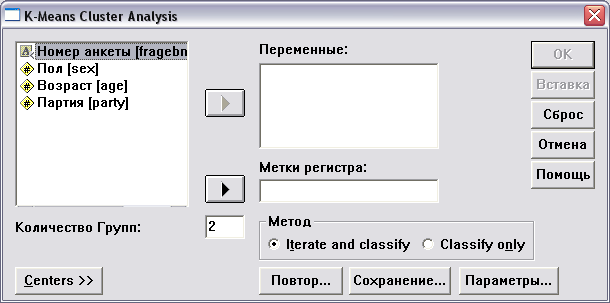 K-Means Cluster Analysis
Номер анкеты [fragebn
Пол [sex]
Возраст [age]
Партия [party]
Переменные:
Метки регистра:
OK
Вставка
Сброс
Отмена
Помощь
Количество Групп:
2
Метод
Iterate and classify
Classify only
Centers >>
Повтор...
Сохранение...
Параметры...